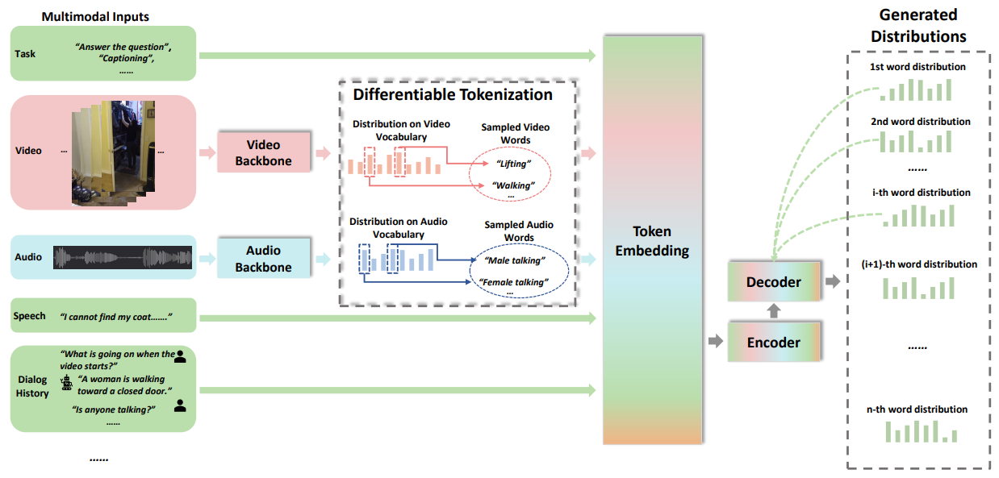 Multimodal Inputs
Task
“Answer the question”,
“Captioning”,
……
Video
...
...
Audio
Speech
“I cannot find my coat…….”
Dialog
History
“What is going on when the
video starts?”
“A woman is walking
toward a closed door.”
“Is anyone talking?”
……
……
Video
Backbone
Audio
Backbone
Differentiable Tokenization
Distribution on Video
Vocabulary
Sampled Video
Words
“Lifting”
“Walking”
...
Distribution on Audio
Vocabulary
Sampled Audio
Words
“Male talking”
“Female talking”
...
Token
Embedding
Decoder
Encoder
Generated
Distributions
1st word distribution
2nd word distribution
……
i-th word distribution
(i+1)-th word distribution
……
n-th word distribution